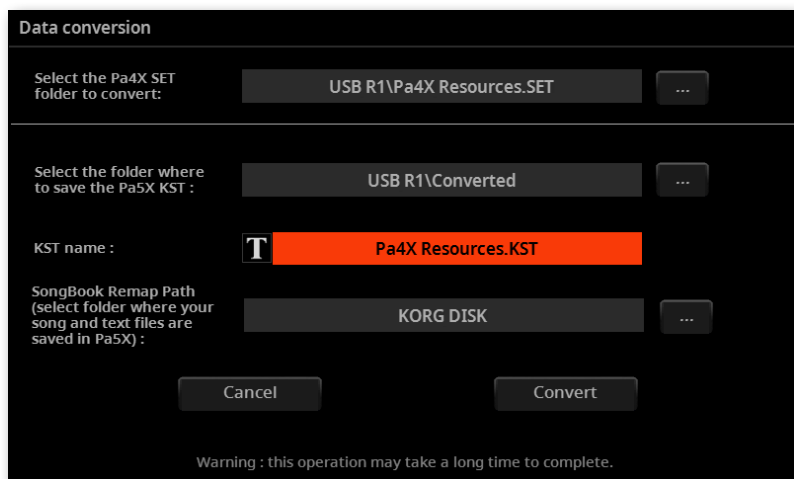 Data conversion
Select the Pa4X SET
folder to convert:
USB R1\Pa4X Resources.SET
...
Select the folder where
to save the Pa5X KST :
USB R1\Converted
...
KST name :
T
Pa4X Resources.KST
SongBook Remap Path
(select folder where your
song and text files are
saved in Pa5X) :
KORG DISK
...
Cancel
Convert
Warning : this operation may take a long time to complete.